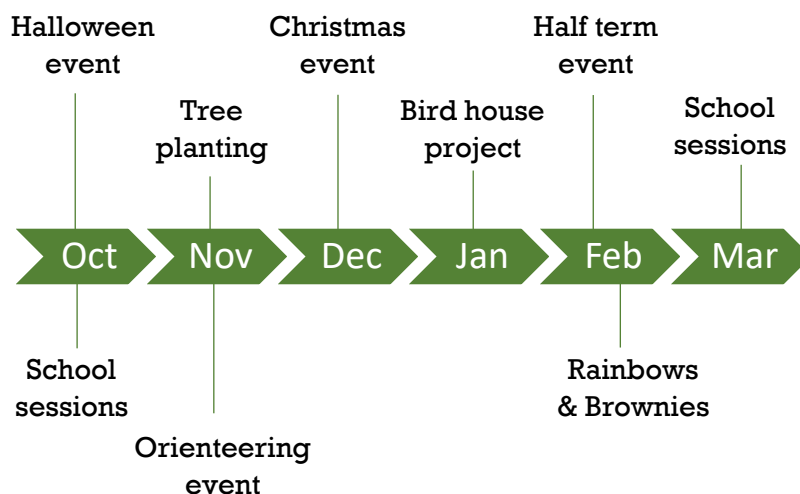 Halloween
event
Christmas
event
Half term
event
Tree
planting
Bird house
project
School
sessions
Oct
Nov
Dec
Jan
Feb
Mar
School
sessions
Rainbows
& Brownies
Orienteering
event